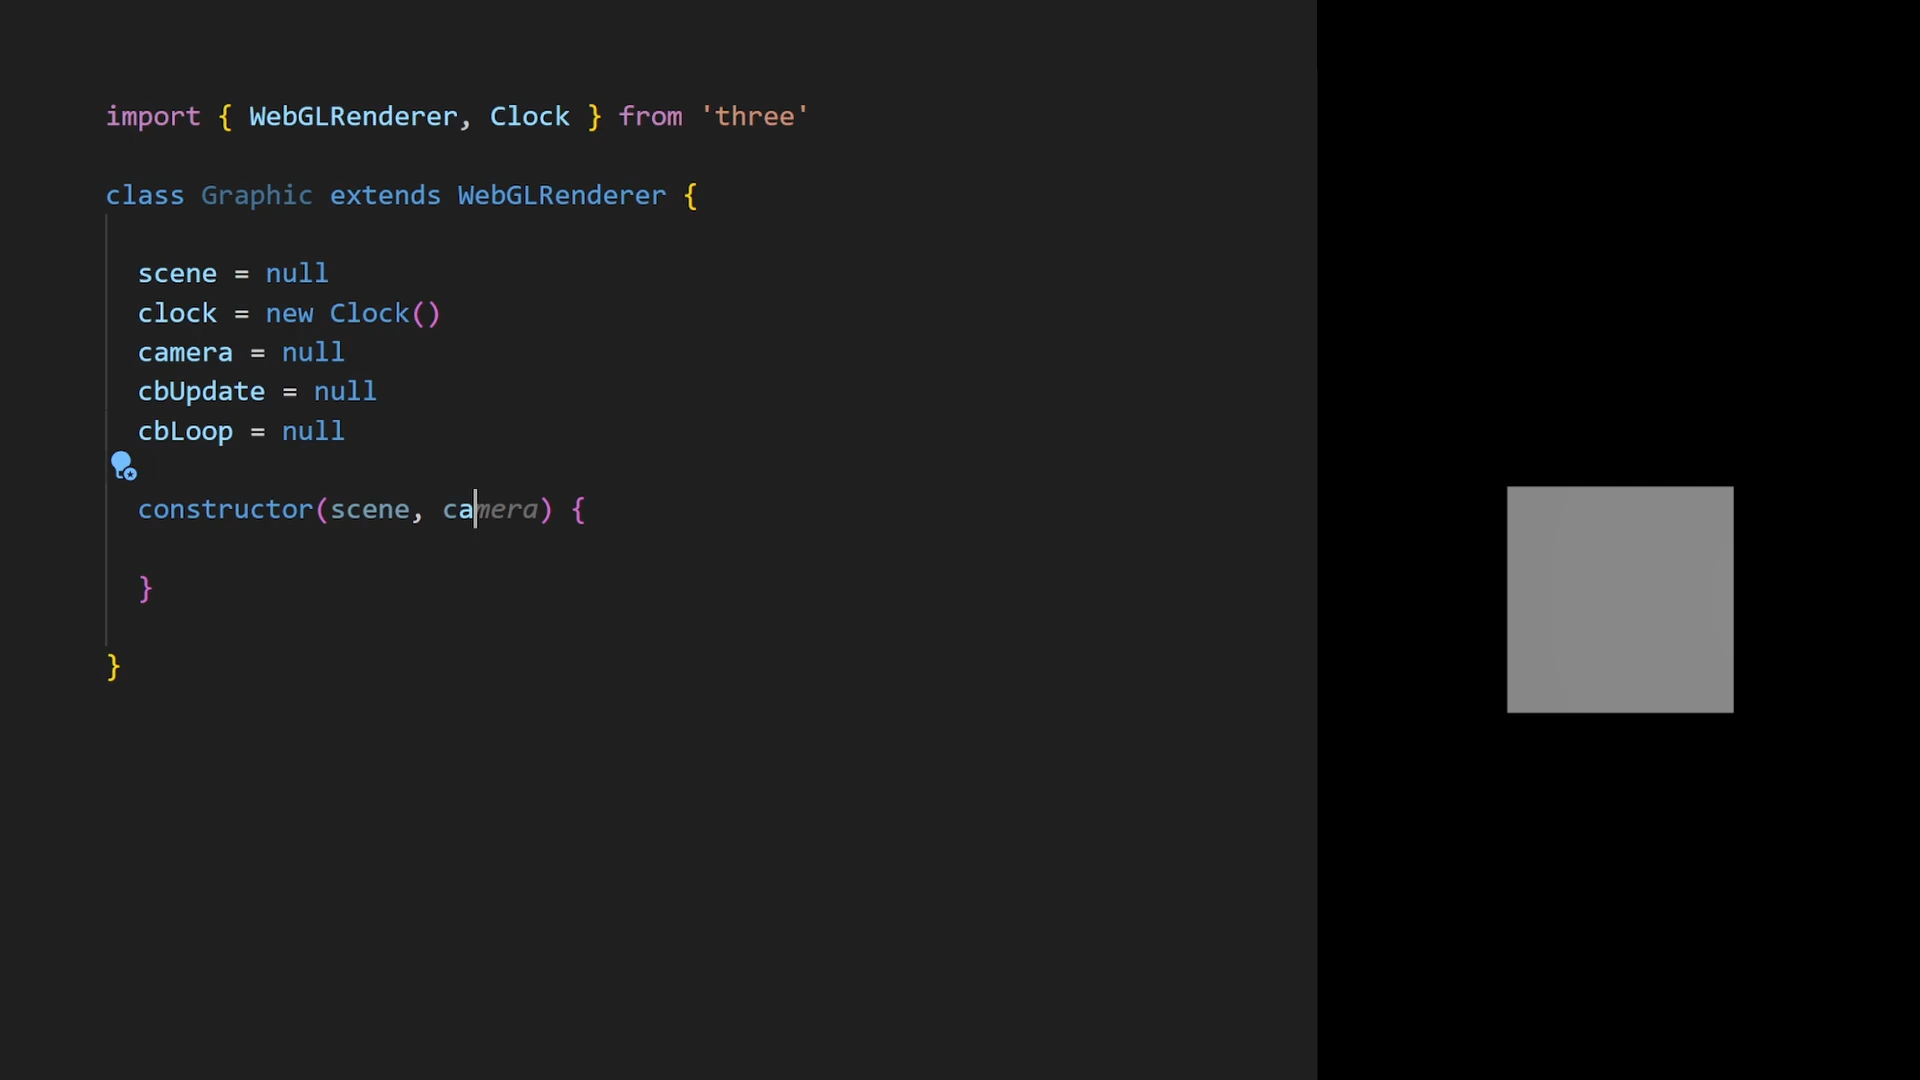 import { WebGLRenderer, Clock } from 'three'
class Graphic extends WebGLRenderer {
scene = null
clock = new Clock()
camera = null
cbUpdate = null
cbLoop = null
constructor(scene, camera) {
}
}